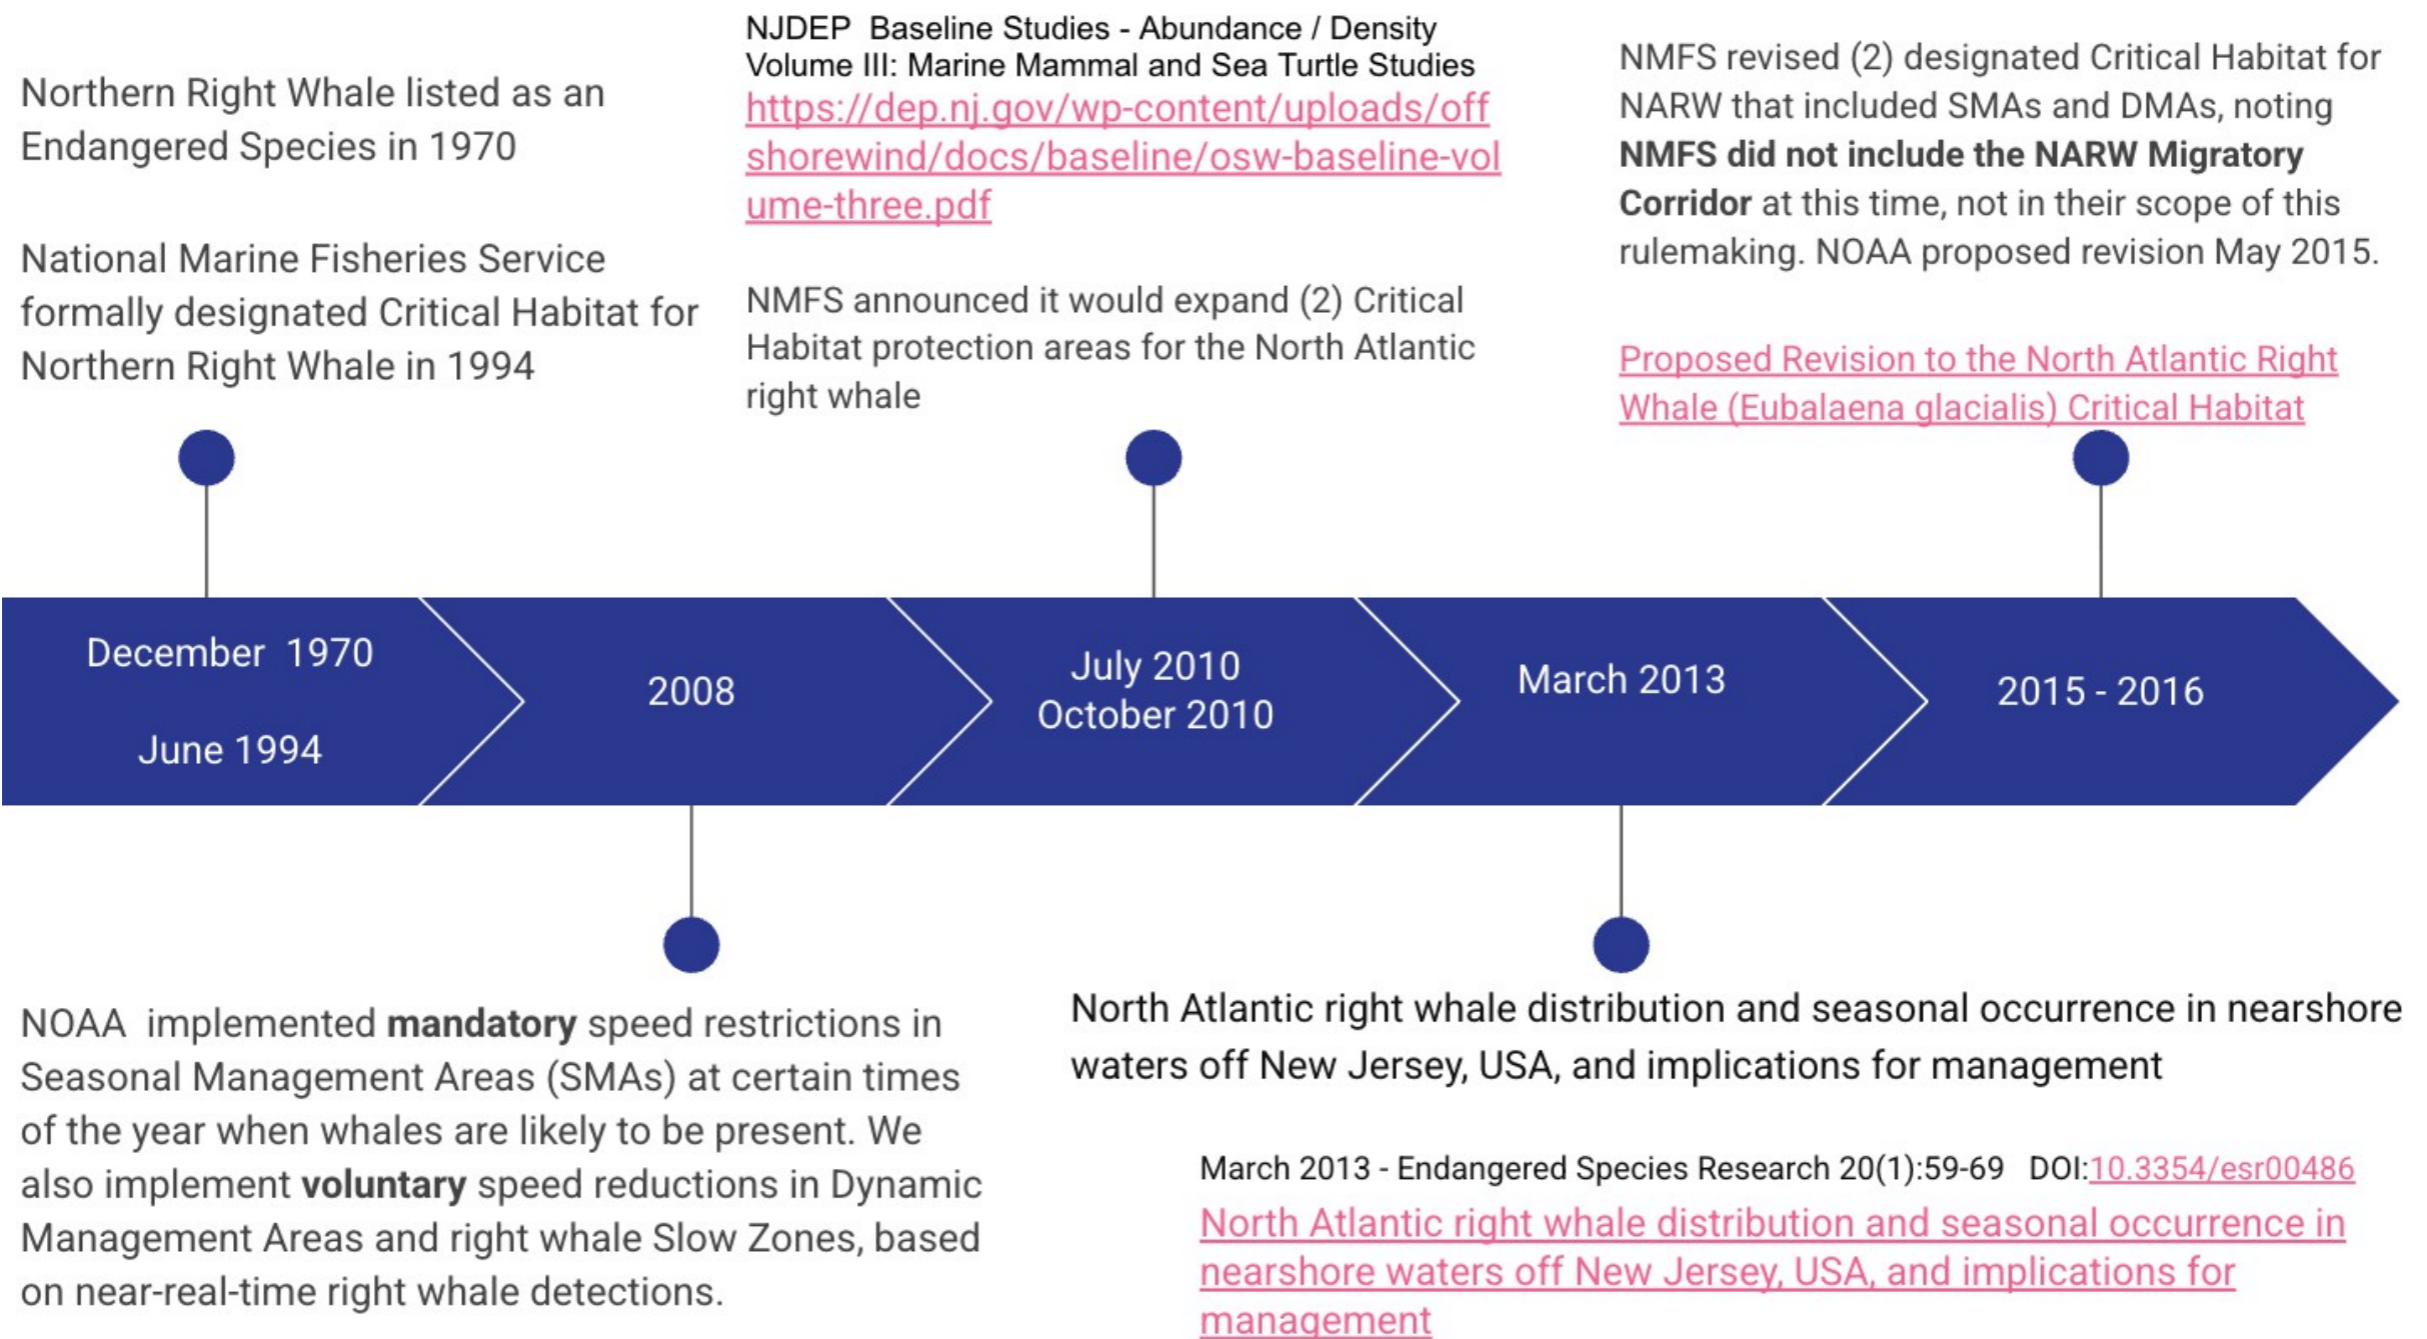 Northern Right Whale listed as an
Endangered Species in 1970
National Marine Fisheries Service
formally designated Critical Habitat for
Northern Right Whale in 1994
NJDEP  Baseline Studies - Abundance / Density
Volume III: Marine Mammal and Sea Turtle Studies
https://dep.nj.gov/wp-content/uploads/off
shorewind/docs/baseline/osw-baseline-vol
ume-three.pdf
NMFS announced it would expand (2) Critical
Habitat protection areas for the North Atlantic
right whale
NMFS revised (2) designated Critical Habitat for
NARW that included SMAs and DMAs, noting
NMFS did not include the NARW Migratory
Corridor at this time, not in their scope of this
rulemaking. NOAA proposed revision May 2015.
Proposed Revision to the North Atlantic Right
Whale (Eubalaena glacialis) Critical Habitat
December  1970
June 1994
2008
July 2010
October 2010
March 2013
2015 - 2016
NOAA  implemented mandatory speed restrictions in
Seasonal Management Areas (SMAs) at certain times
of the year when whales are likely to be present. We
also implement voluntary speed reductions in Dynamic
Management Areas and right whale Slow Zones, based
on near-real-time right whale detections.
North Atlantic right whale distribution and seasonal occurrence in nearshore
waters off New Jersey, USA, and implications for management
March 2013 - Endangered Species Research 20(1):59-69   DOI:10.3354/esr00486
North Atlantic right whale distribution and seasonal occurrence in
nearshore waters off New Jersey, USA, and implications for
management